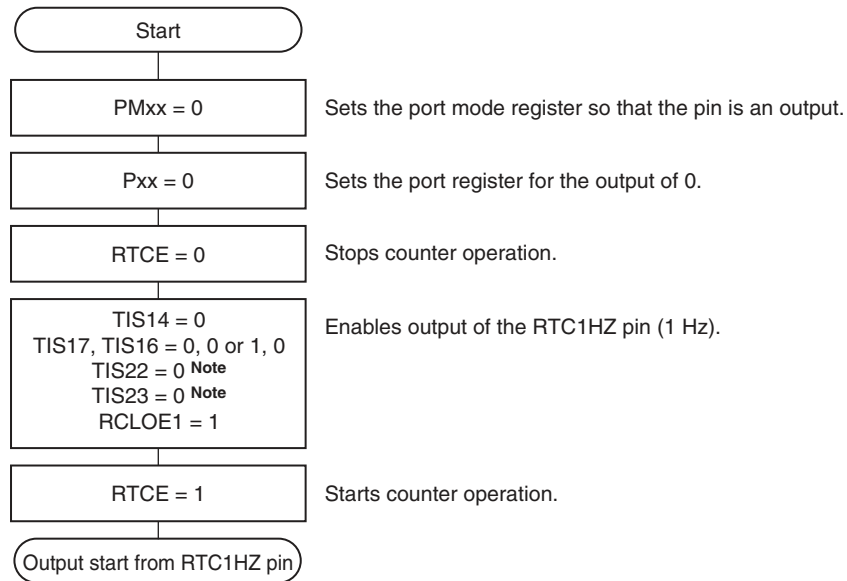 Start
PMxx = 0
Sets the port mode register so that the pin is an output.
Pxx = 0
Sets the port register for the output of 0.
RTCE = 0
Stops counter operation.
TIS14 = 0
TIS17, TIS16 = 0, 0 or 1, 0
TIS22 = 0 Note
TIS23 = 0 Note
RCLOE1 = 1
Enables output of the RTC1HZ pin (1 Hz).
RTCE = 1
Starts counter operation.
Output start from RTC1HZ pin